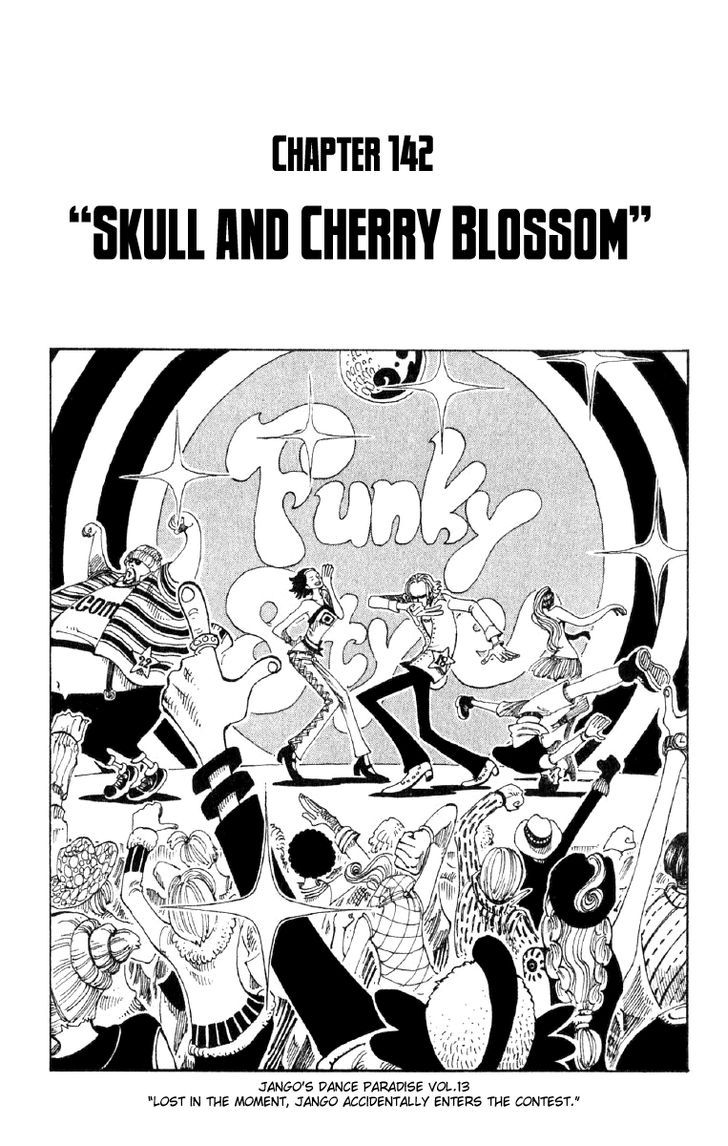 CHAPTER 142
"SKULL AND CHERRY BLOSSOM"
Funky
.com
22
JANGO'S DANCE PARADISE VOL.13
"LOST IN THE MOMENT, JANGO ACCIDENTALLY ENTERS THE CONTEST."